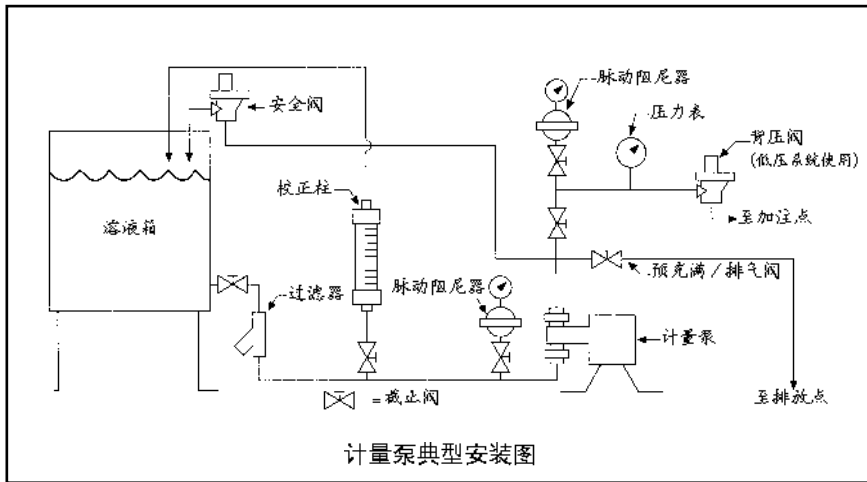 脉动阻尼器
安全阀
压力表
背压阀
(低压系统使用)
校正柱
溶液箱
至加注点
预充满/排气阀
过滤器
脉动阻尼器
计量泵
=截止阀
至排放点
计量泵典型安装图